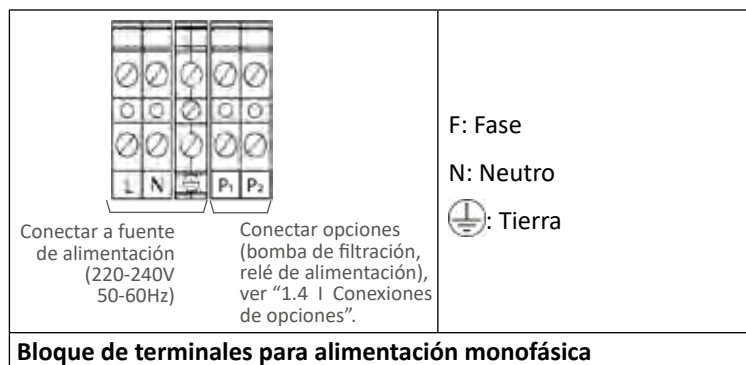 L N P₁ P₂
Conectar a fuente
de alimentación
(220-240V
50-60Hz)
Conectar opciones
(bomba de filtración,
relé de alimentación),
ver “1.4 I Conexiones
de opciones”.
F: Fase
N: Neutro
: Tierra
Bloque de terminales para alimentación monofásica